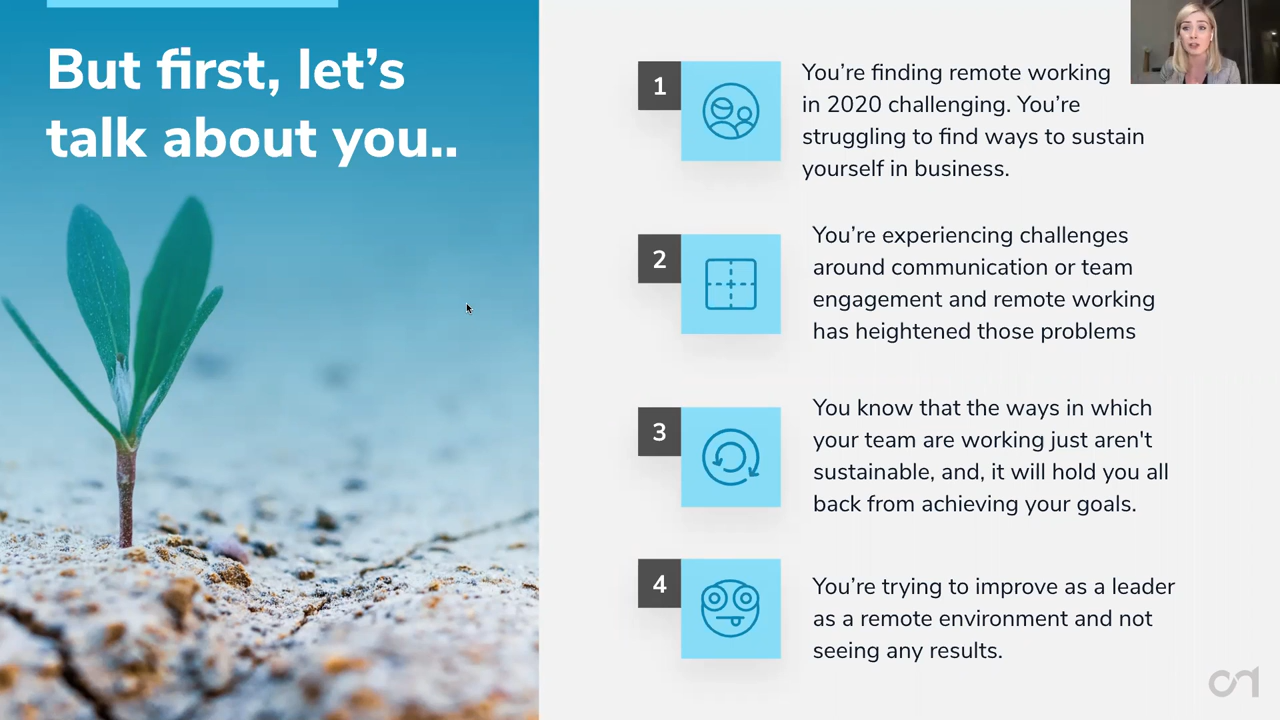 But first, let’s
talk about you..
1
You’re finding remote working
in 2020 challenging. You’re
struggling to find ways to sustain
yourself in business.
2
You’re experiencing challenges
around communication or team
engagement and remote working
has heightened those problems
3
You know that the ways in which
your team are working just aren't
sustainable, and, it will hold you all
back from achieving your goals.
4
You’re trying to improve as a leader
as a remote environment and not
seeing any results.